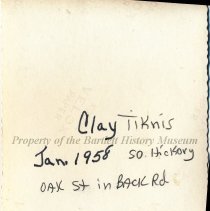 Clay Tiknis
Property of the Bartlett History Museum
Jan. 1958 So. Hickory
OAK St in BACK Rd